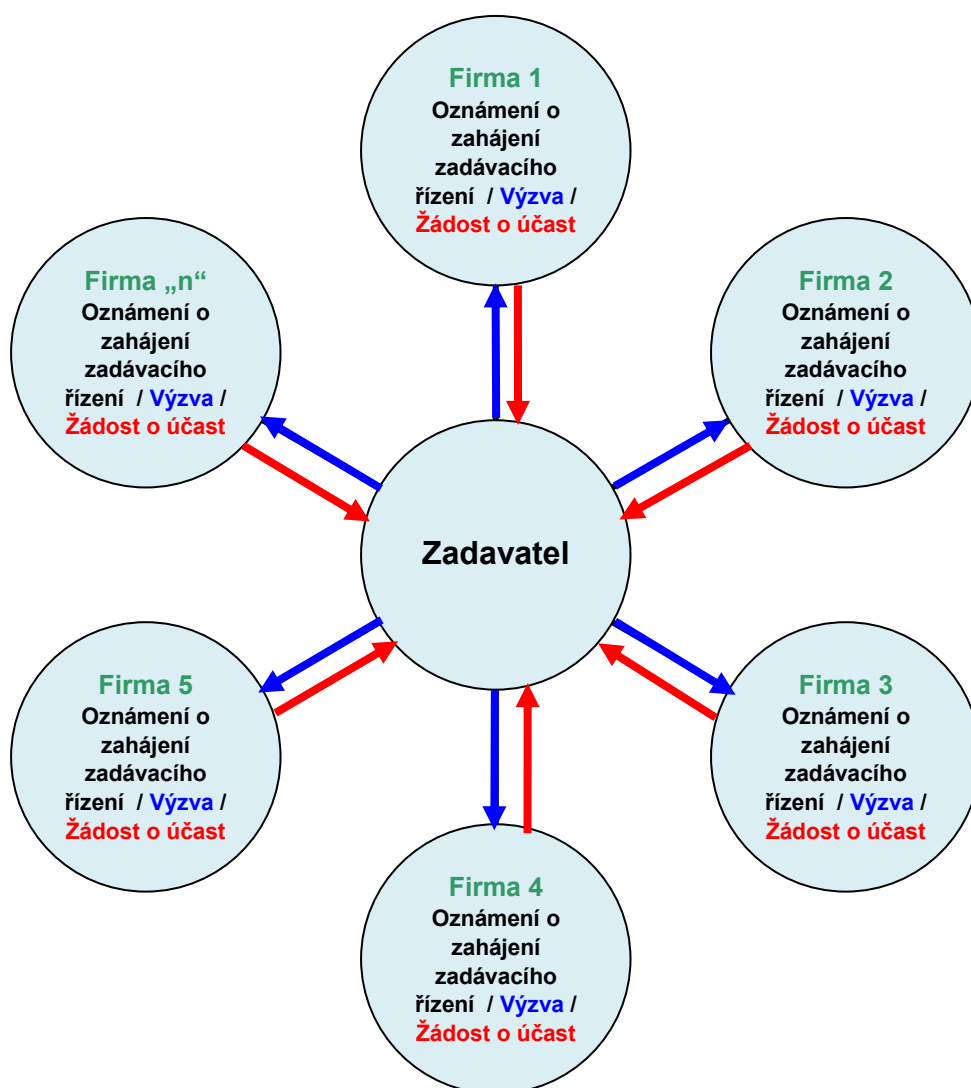 Firma 1
Oznámení o
zahájení
zadávacího
řízení / Výzva /
Žádost o účast
Firma „n“
Oznámení o
zahájení
zadávacího
řízení / Výzva /
Žádost o účast
Firma 2
Oznámení o
zahájení
zadávacího
řízení / Výzva /
Žádost o účast
Zadavatel
Firma 5
Oznámení o
zahájení
zadávacího
řízení / Výzva /
Žádost o účast
Firma 3
Oznámení o
zahájení
zadávacího
řízení / Výzva /
Žádost o účast
Firma 4
Oznámení o
zahájení
zadávacího
řízení / Výzva /
Žádost o účast